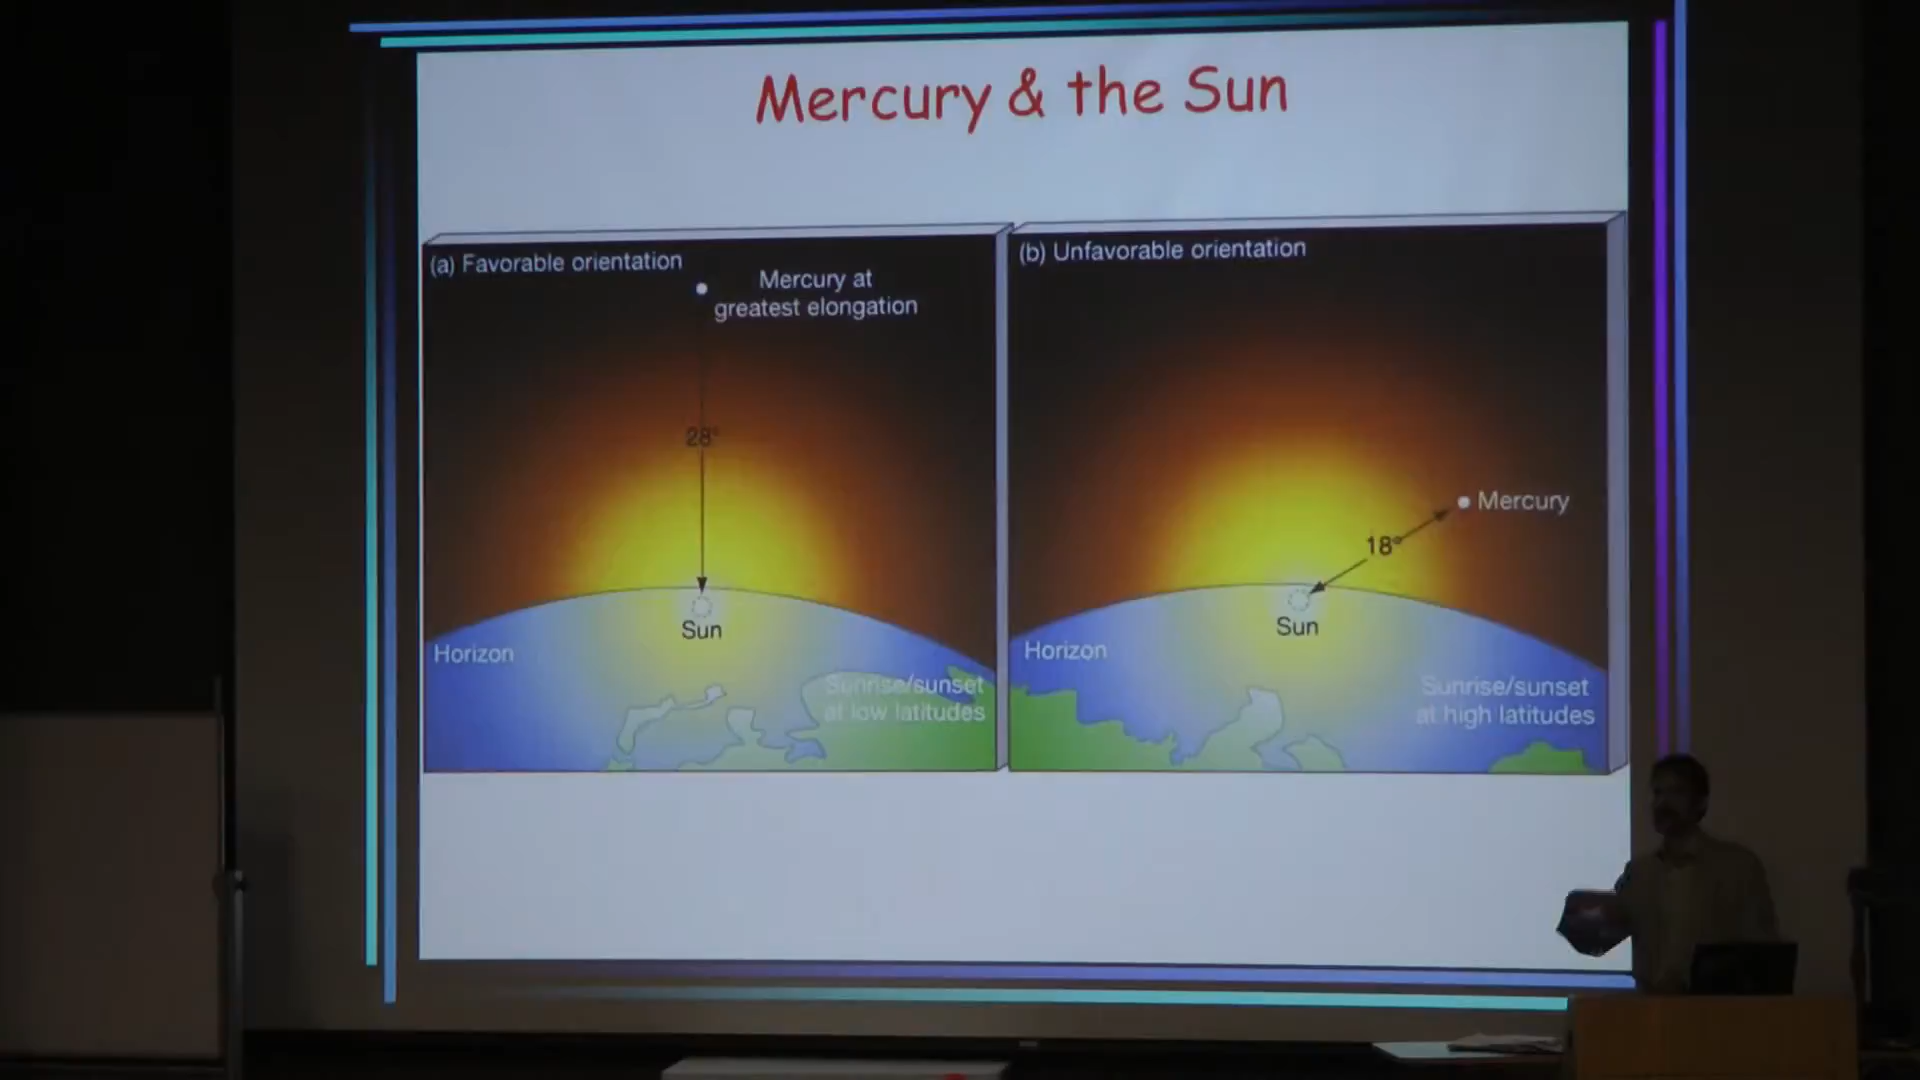 Mercury & the Sun
(a) Favorable orientation
Mercury at
greatest elongation
28°
Sun
Horizon
Sunrise/sunset
at low latitudes
(b) Unfavorable orientation
Mercury
18°
Sun
Horizon
Sunrise/sunset
at high latitudes